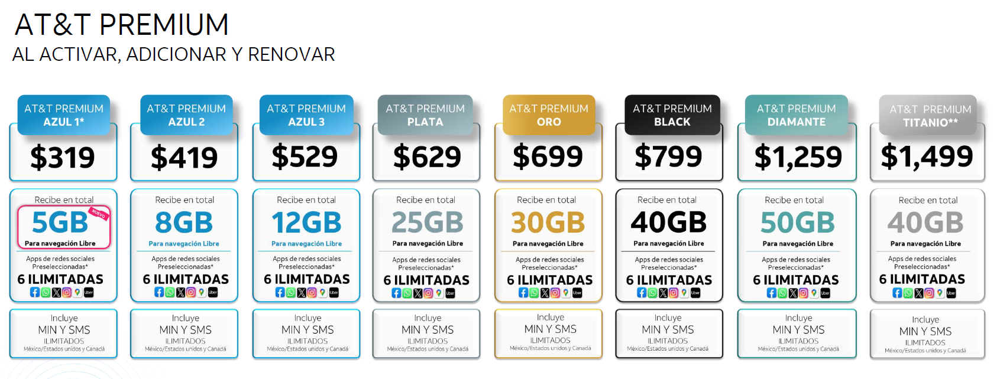 AT&T PREMIUM
AL ACTIVAR, ADICIONAR Y RENOVAR
AT&T PREMIUM
AZUL 1*
$319
Recibe en total
5GB
NUEVO
Para navegación Libre
Apps de redes sociales
Preseleccionadas*
6 ILIMITADAS
Uber
Incluye
MIN Y SMS
ILIMITADOS
México/Estados unidos y Canadá
AT&T PREMIUM
AZUL 2
$419
Recibe en total
8GB
Para navegación Libre
Apps de redes sociales
Preseleccionadas*
6 ILIMITADAS
Uber
Incluye
MIN Y SMS
ILIMITADOS
México/Estados unidos y Canadá
AT&T PREMIUM
AZUL 3
$529
Recibe en total
12GB
Para navegación Libre
Apps de redes sociales
Preseleccionadas*
6 ILIMITADAS
Uber
Incluye
MIN Y SMS
ILIMITADOS
México/Estados unidos y Canadá
AT&T PREMIUM
PLATA
$629
Recibe en total
25GB
Para navegación Libre
Apps de redes sociales
Preseleccionadas*
6 ILIMITADAS
Uber
Incluye
MIN Y SMS
ILIMITADOS
México/Estados unidos y Canadá
AT&T PREMIUM
ORO
$699
Recibe en total
30GB
Para navegación Libre
Apps de redes sociales
Preseleccionadas*
6 ILIMITADAS
Uber
Incluye
MIN Y SMS
ILIMITADOS
México/Estados unidos y Canadá
AT&T PREMIUM
BLACK
$799
Recibe en total
40GB
Para navegación Libre
Apps de redes sociales
Preseleccionadas*
6 ILIMITADAS
Uber
Incluye
MIN Y SMS
ILIMITADOS
México/Estados unidos y Canadá
AT&T PREMIUM
DIAMANTE
$1,259
Recibe en total
50GB
Para navegación Libre
Apps de redes sociales
Preseleccionadas*
6 ILIMITADAS
Uber
Incluye
MIN Y SMS
ILIMITADOS
México/Estados unidos y Canadá
AT&T PREMIUM
TITANIO**
$1,499
Recibe en total
40GB
Para navegación Libre
Apps de redes sociales
Preseleccionadas*
6 ILIMITADAS
Uber
Incluye
MIN Y SMS
ILIMITADOS
México/Estados unidos y Canadá